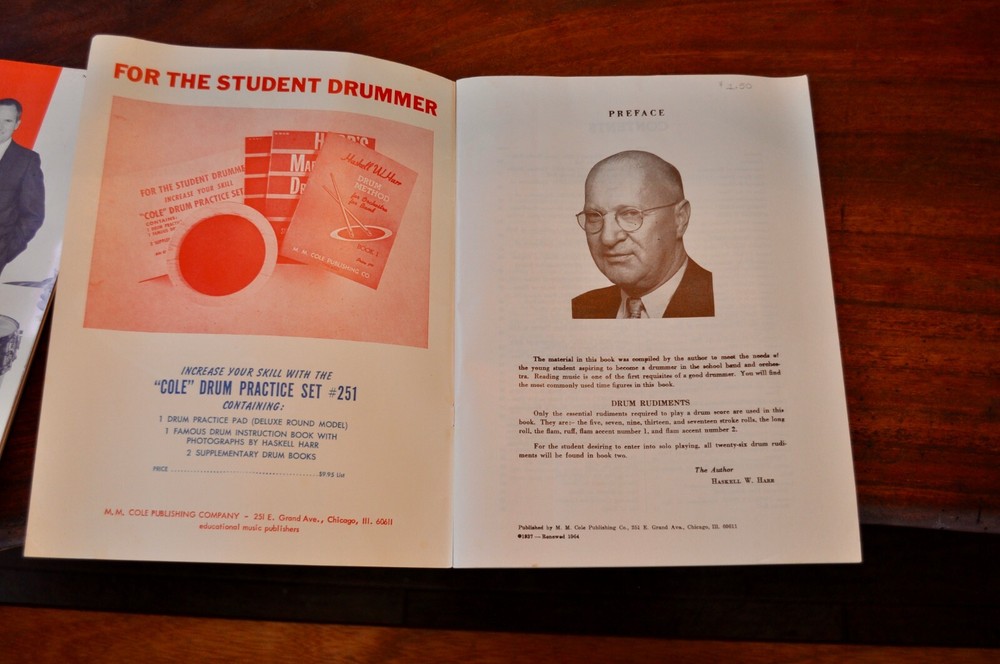 FOR THE STUDENT DRUMMER
FOR THE STUDENT DRUMMER
INCREASE YOUR SKILL
"COLE" DRUM PRACTICE SET
CONTAINING:
Haskell W. Harr
DRUM
METHOD
for Orchestra
for Band
BOOK
M. M. COLE PUBLISHING CO.
INCREASE YOUR SKILL WITH THE
"COLE" DRUM PRACTICE SET #251
CONTAINING:
1 DRUM PRACTICE PAD (DELUXE ROUND MODEL)
1 FAMOUS DRUM INSTRUCTION BOOK WITH
PHOTOGRAPHS BY HASKELL HARR
2 SUPPLEMENTARY DRUM BOOKS
PRICE ............................................. $9.95 List
M. M. COLE PUBLISHING COMPANY – 251 E. Grand Ave., Chicago, Ill. 60611
educational music publishers
PREFACE
The material in this book was compiled by the author to meet the needs of
the young student aspiring to become a drummer in the school band and orches-
tra. Reading music is one of the first requisites of a good drummer. You will find
the most commonly used time figures in this book.
DRUM RUDIMENTS
Only the essential rudiments required to play a drum score are used in this
book. They are:– the five, seven, nine, thirteen, and seventeen stroke rolls, the long
roll, the flam, ruff, flam accent number 1, and flam accent number 2.
For the student desiring to enter into solo playing, all twenty-six drum rudi-
ments will be found in book two.
The Author
HASKELL W. HARR
Published by M. M. Cole Publishing Co., 251 E. Grand Ave., Chicago, Ill. 60611
©1937 — Renewed 1964